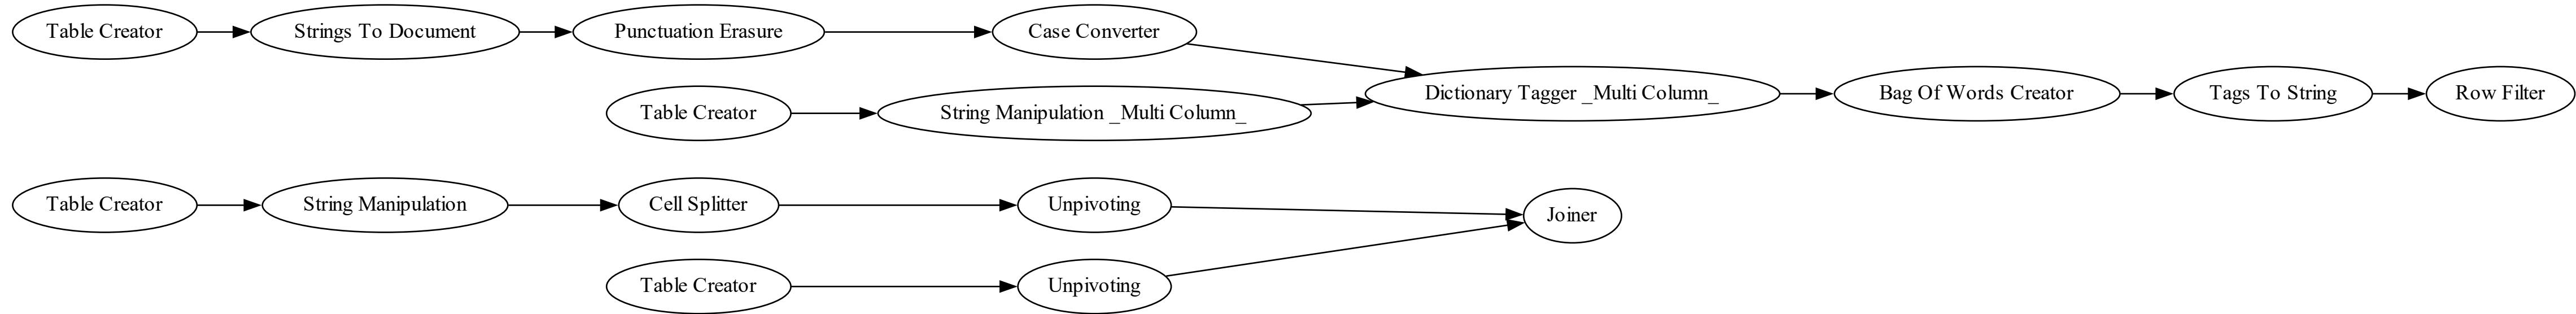 Table Creator
Strings To Document
Punctuation Erasure
Case Converter
Table Creator
String Manipulation _Multi Column_
Dictionary Tagger _Multi Column_
Bag Of Words Creator
Tags To String
Row Filter
Table Creator
String Manipulation
Cell Splitter
Unpivoting
Joiner
Table Creator
Unpivoting